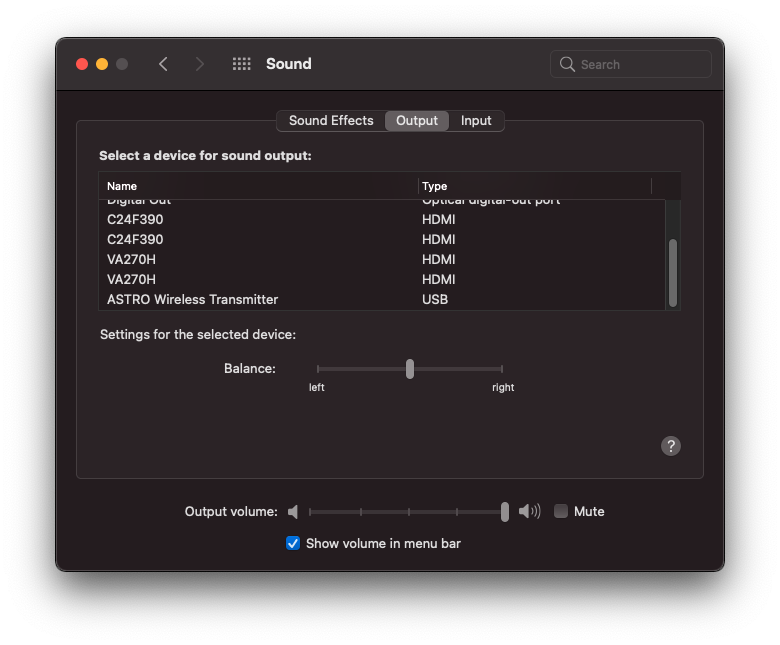 Sound
Search
Sound Effects Output Input
Select a device for sound output:
Name Type
Digital Out Optical digital-out port
C24F390 HDMI
C24F390 HDMI
VA270H HDMI
VA270H HDMI
ASTRO Wireless Transmitter USB
Settings for the selected device:
Balance:
left right
?
Output volume: Mute
Show volume in menu bar